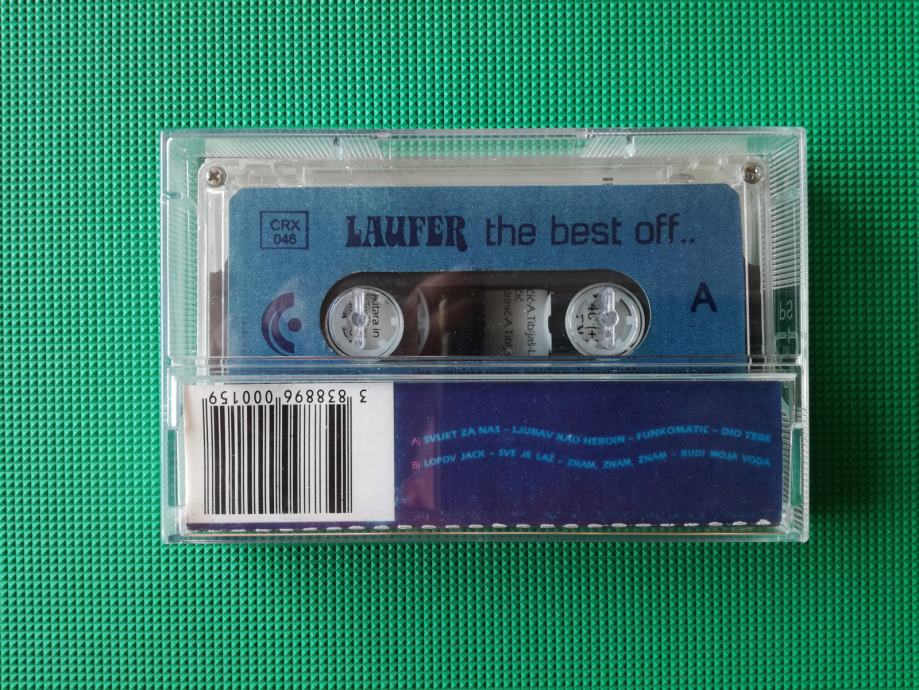 CRX
046
LAUFER the best off..
A
3 838896 000159
A) SVIJET ZA NAS - LJUBAV KAO HEROIN - FUNKOMATIC - DIO TEBE
B) LOPOV JACK - SVE JE LAŽ - ZNAM, ZNAM, ZNAM - BUDI MOJA VODA